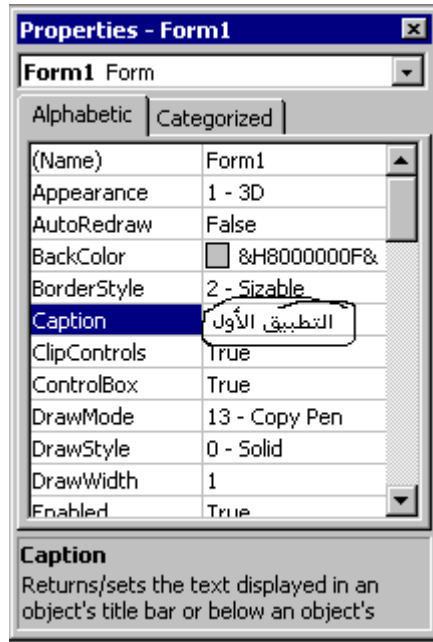 Properties - Form1
Form1 Form
Alphabetic Categorized
(Name) Form1
Appearance 1 - 3D
AutoRedraw False
BackColor &H8000000F&
BorderStyle 2 - Sizable
Caption التطبيق الأول
ClipControls True
ControlBox True
DrawMode 13 - Copy Pen
DrawStyle 0 - Solid
DrawWidth 1
Enabled True
Caption
Returns/sets the text displayed in an
object's title bar or below an object's